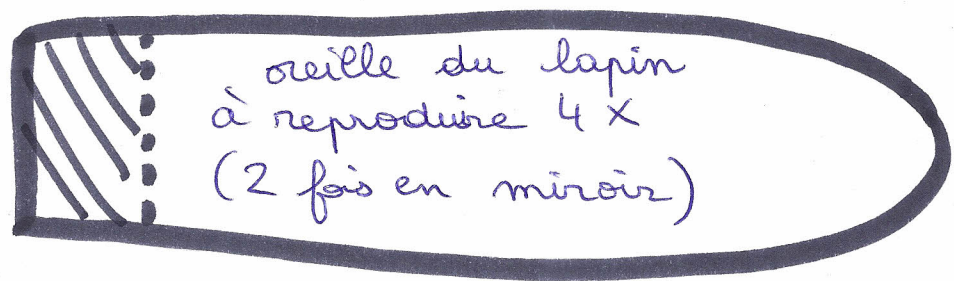 oreille du lapin
à reproduire 4 X
(2 fois en miroir)